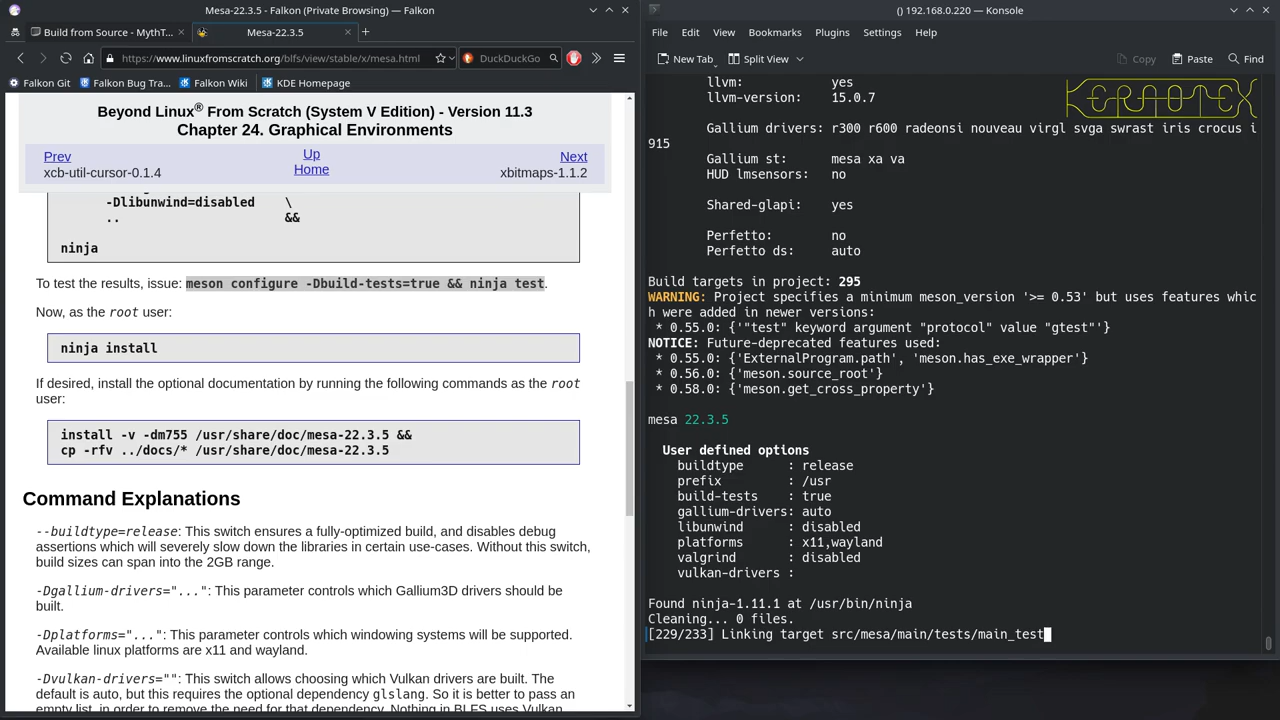 Mesa-22.3.5 - Falkon (Private Browsing) — Falkon
Build from Source - MythT...
Mesa-22.3.5
https://www.linuxfromscratch.org/blfs/view/stable/x/mesa.html
DuckDuckGo
Falkon Git
Falkon Bug Tra...
Falkon Wiki
KDE Homepage
Beyond Linux® From Scratch (System V Edition) - Version 11.3
Chapter 24. Graphical Environments
Prev
Up
Next
xcb-util-cursor-0.1.4
Home
xbitmaps-1.1.2
-Dlibunwind=disabled \
.. &&
ninja
To test the results, issue: meson configure -Dbuild-tests=true && ninja test.
Now, as the root user:
ninja install
If desired, install the optional documentation by running the following commands as the root
user:
install -v -dm755 /usr/share/doc/mesa-22.3.5 &&
cp -rfv ../docs/* /usr/share/doc/mesa-22.3.5
Command Explanations
--buildtype=release: This switch ensures a fully-optimized build, and disables debug
assertions which will severely slow down the libraries in certain use-cases. Without this switch,
build sizes can span into the 2GB range.
-Dgallium-drivers="...": This parameter controls which Gallium3D drivers should be
built.
-Dplatforms="...": This parameter controls which windowing systems will be supported.
Available linux platforms are x11 and wayland.
-Dvulkan-drivers="": This switch allows choosing which Vulkan drivers are built. The
default is auto, but this requires the optional dependency glslang. So it is better to pass an
empty list, in order to remove the need for that dependency. Nothing in BLFS uses Vulkan
() 192.168.0.220 — Konsole
File Edit View Bookmarks Plugins Settings Help
New Tab Split View Copy Paste Find
KERAOTEX
llvm: yes
llvm-version: 15.0.7
Gallium drivers: r300 r600 radeonsi nouveau virgl svga swrast iris crocus i
915
Gallium st: mesa xa va
HUD lmsensors: no
Shared-glapi: yes
Perfetto: no
Perfetto ds: auto
Build targets in project: 295
WARNING: Project specifies a minimum meson_version '>= 0.53' but uses features whic
h were added in newer versions:
* 0.55.0: {'"test" keyword argument "protocol" value "gtest"'}
NOTICE: Future-deprecated features used:
* 0.55.0: {'ExternalProgram.path', 'meson.has_exe_wrapper'}
* 0.56.0: {'meson.source_root'}
* 0.58.0: {'meson.get_cross_property'}
mesa 22.3.5
User defined options
buildtype : release
prefix : /usr
build-tests : true
gallium-drivers: auto
libunwind : disabled
platforms : x11,wayland
valgrind : disabled
vulkan-drivers :
Found ninja-1.11.1 at /usr/bin/ninja
Cleaning... 0 files.
[229/233] Linking target src/mesa/main/tests/main_test